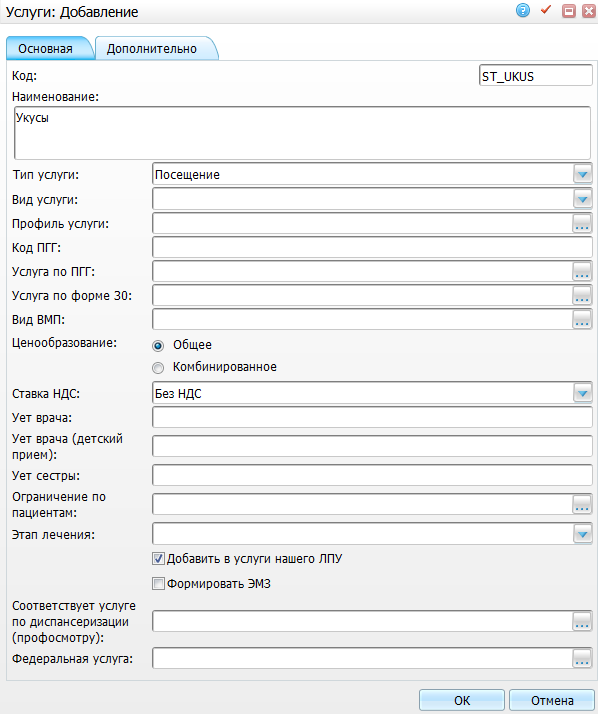 Услуги: Добавление
Основная Дополнительно
Код: ST_UKUS
Наименование:
Укусы
Тип услуги: Посещение
Вид услуги:
Профиль услуги: ...
Код ПГГ:
Услуга по ПГГ: ...
Услуга по форме 30: ...
Вид ВМП: ...
Ценообразование: Общее
Комбинированное
Ставка НДС: Без НДС
Ует врача:
Ует врача (детский
прием):
Ует сестры:
Ограничение по
пациентам: ...
Этап лечения:
Добавить в услуги нашего ЛПУ
Формировать ЭМЗ
Соответствует услуге
по диспансеризации
(профосмотру): ...
Федеральная услуга: ...
ОК Отмена